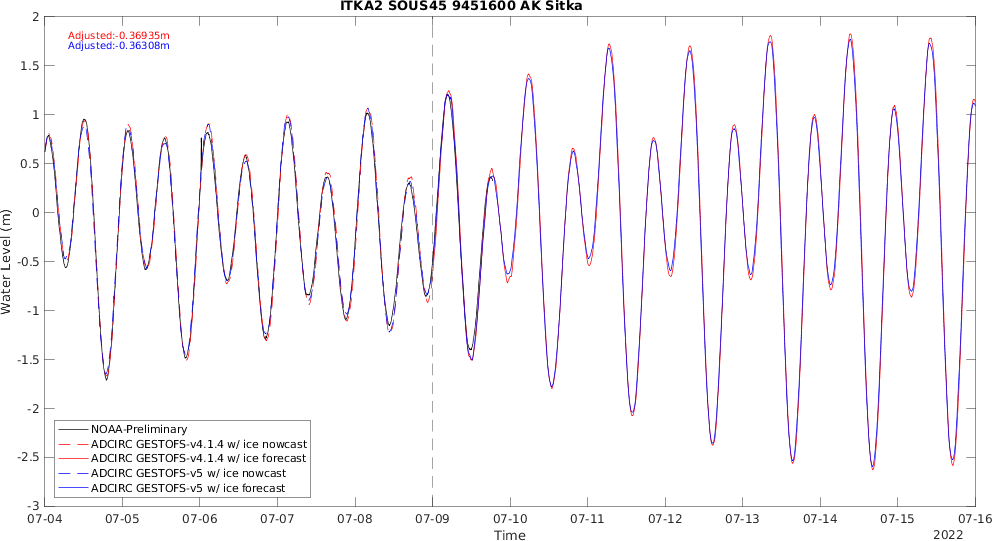 ITKA2 SOUS45 9451600 AK Sitka
Adjusted:-0.36935m
Adjusted:-0.36308m
2
1.5
1
0.5
0
-0.5
-1
-1.5
-2
-2.5
-3
Water Level (m)
NOAA-Preliminary
ADCIRC GESTOFS-v4.1.4 w/ ice nowcast
ADCIRC GESTOFS-v4.1.4 w/ ice forecast
ADCIRC GESTOFS-v5 w/ ice nowcast
ADCIRC GESTOFS-v5 w/ ice forecast
07-04 07-05 07-06 07-07 07-08 07-09 07-10 07-11 07-12 07-13 07-14 07-15 07-16
Time
2022